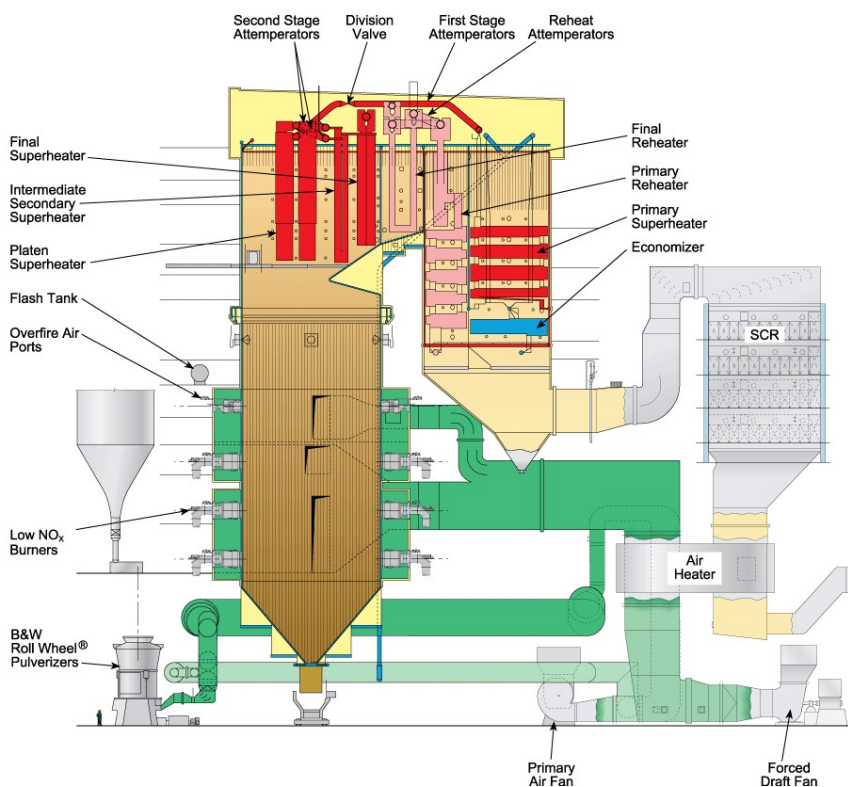 Second Stage
Attemperators
Division
Valve
First Stage
Attemperators
Reheat
Attemperators
Final
Superheater
Intermediate
Secondary
Superheater
Platen
Superheater
Flash Tank
Overfire Air
Ports
Low NOx
Burners
B&W
Roll Wheel®
Pulverizers
Final
Reheater
Primary
Reheater
Primary
Superheater
Economizer
SCR
Air
Heater
Primary
Air Fan
Forced
Draft Fan